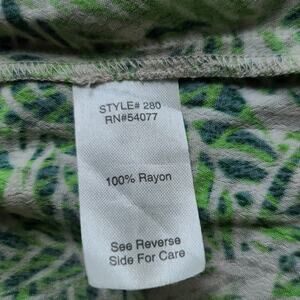 STYLE# 280
RN#54077
100% Rayon
See Reverse
Side For Care